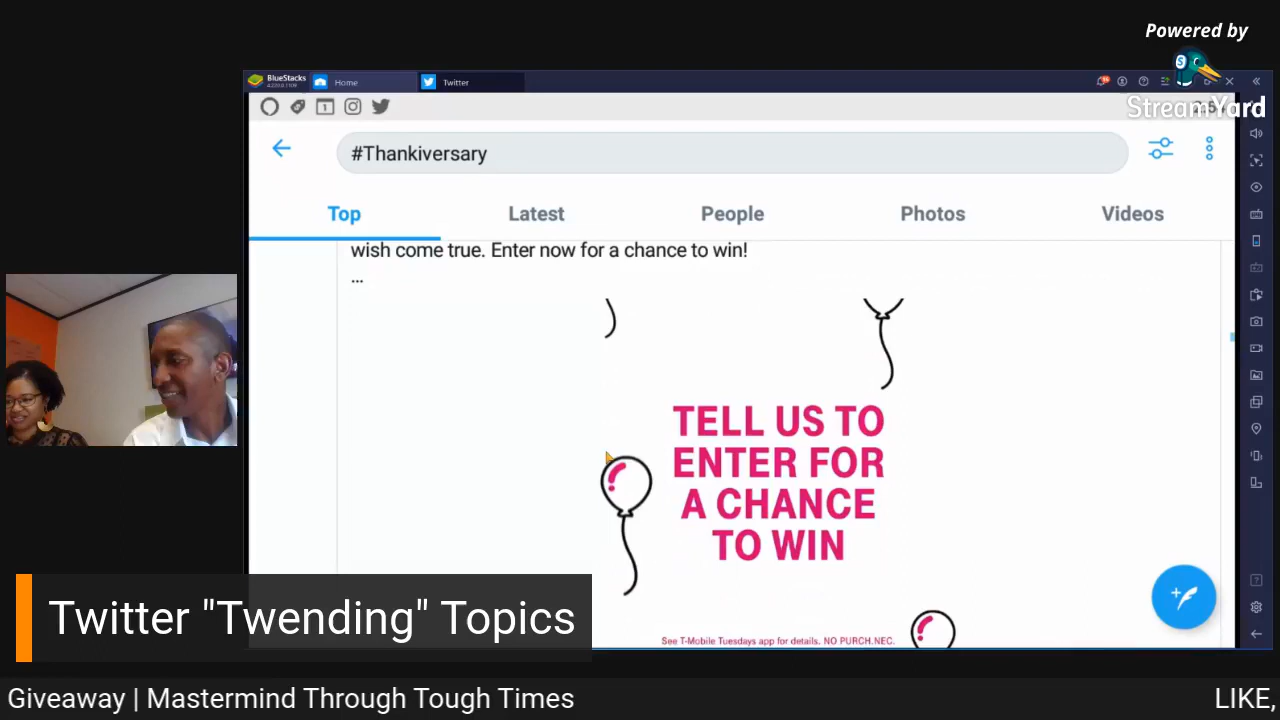 Powered by
StreamYard
BlueStacks
Home
Twitter
#Thankiversary
Top
Latest
People
Photos
Videos
wish come true. Enter now for a chance to win!
...
TELL US TO
ENTER FOR
A CHANCE
TO WIN
See T-Mobile Tuesdays app for details. NO PURCH.NEC.
Twitter "Twending" Topics
Giveaway | Mastermind Through Tough Times
LIKE,